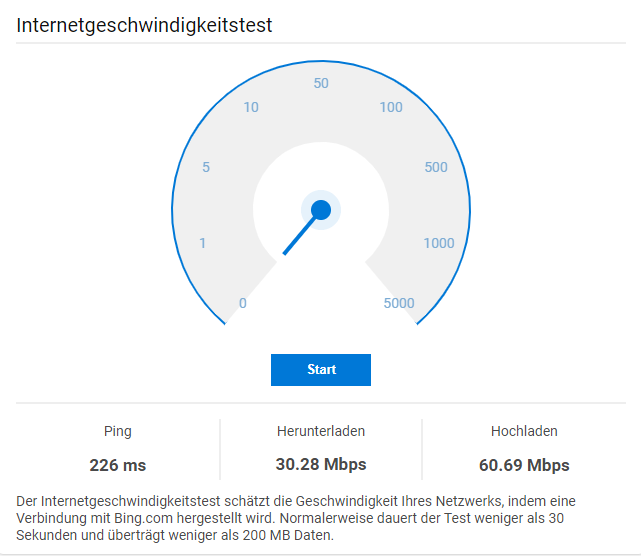 Internetgeschwindigkeitstest
50
10
100
5
500
1
1000
0
5000
Start
Ping
Herunterladen
Hochladen
226 ms
30.28 Mbps
60.69 Mbps
Der Internetgeschwindigkeitstest schätzt die Geschwindigkeit Ihres Netzwerks, indem eine
Verbindung mit Bing.com hergestellt wird. Normalerweise dauert der Test weniger als 30
Sekunden und überträgt weniger als 200 MB Daten.